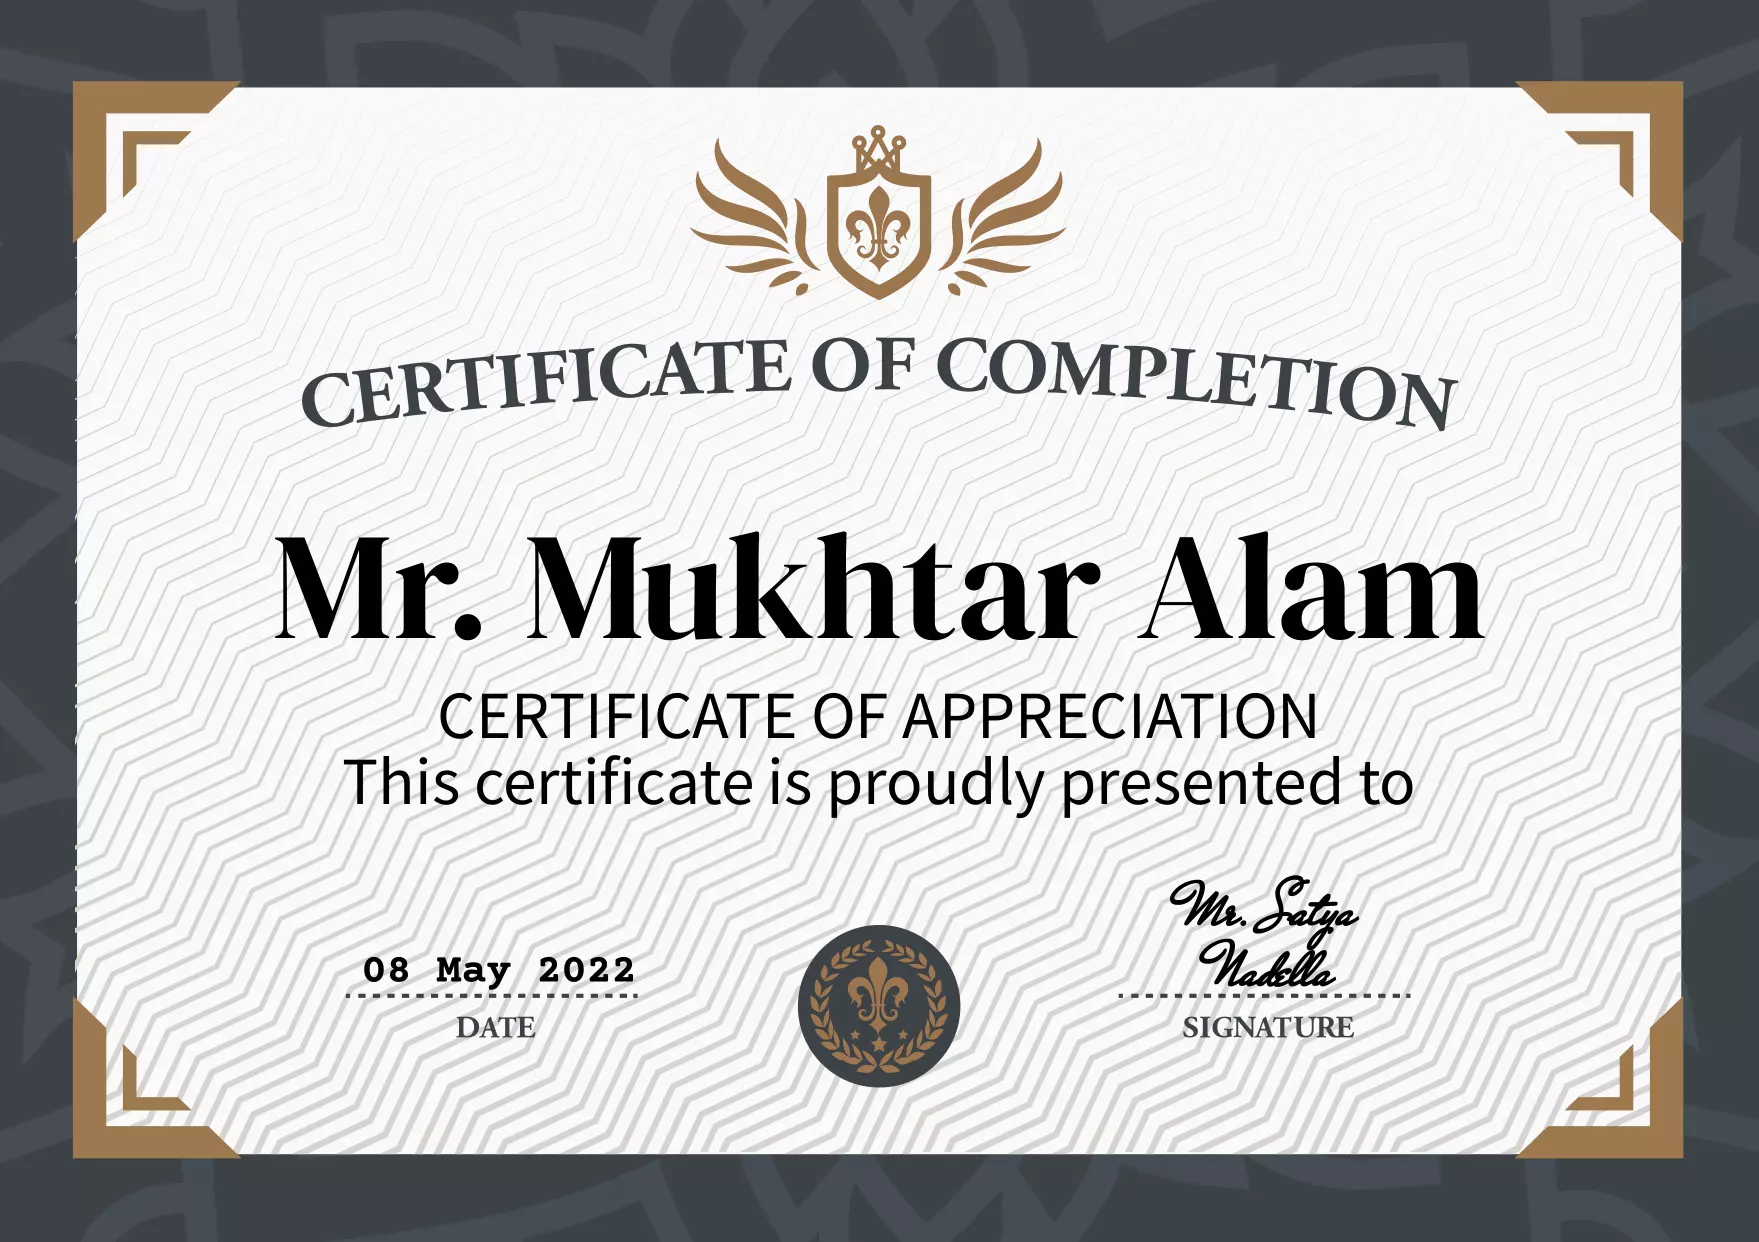 CERTIFICATE OF COMPLETION
Mr. Mukhtar Alam
CERTIFICATE OF APPRECIATION
This certificate is proudly presented to
Mr. Satya
Nadella
08 May 2022
DATE
SIGNATURE